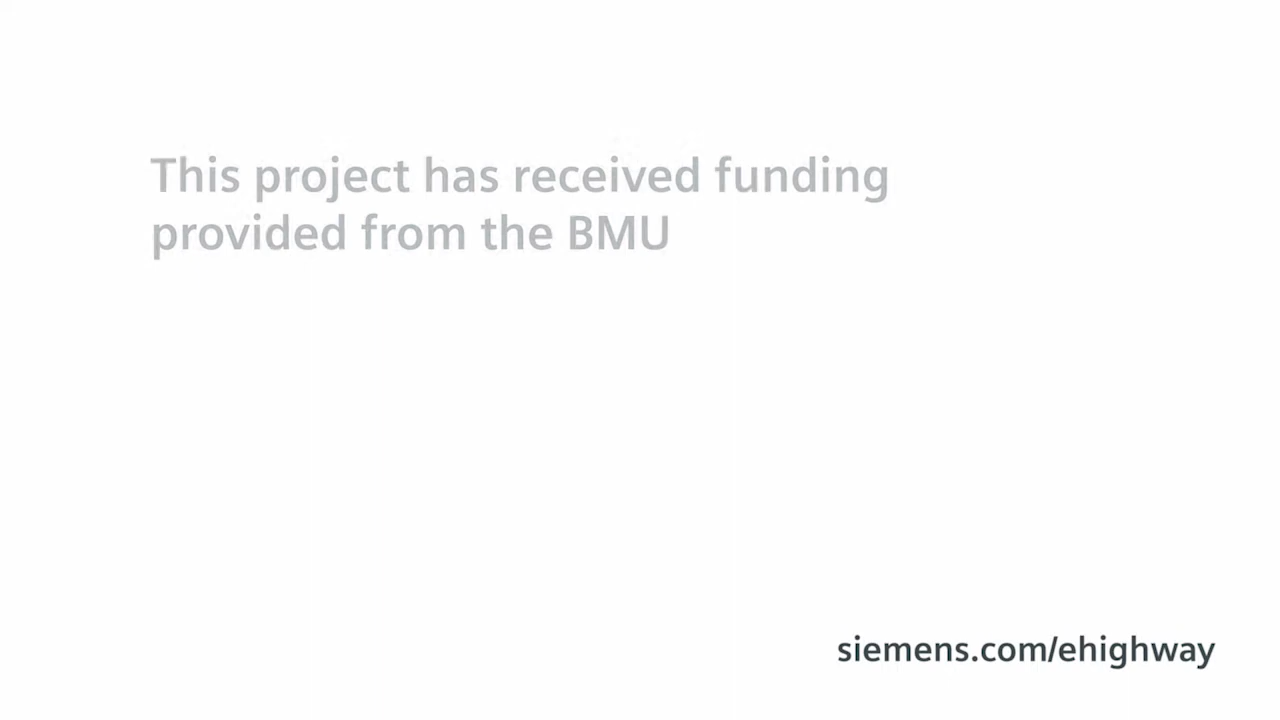 This project has received funding
provided from the BMU
siemens.com/ehighway